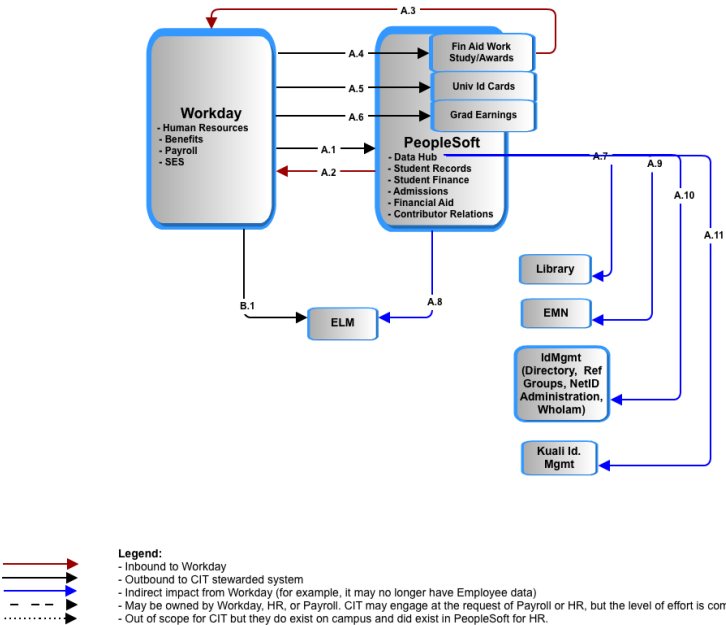 A.3
A.4
Fin Aid Work
Study/Awards
A.5
Univ Id Cards
Workday
- Human Resources
- Benefits
- Payroll
- SES
A.6
Grad Earnings
PeopleSoft
- Data Hub
- Student Records
- Student Finance
- Admissions
- Financial Aid
- Contributor Relations
A.1
A.2
A.7
A.9
A.10
A.11
Library
B.1
A.8
ELM
EMN
IdMgmt
(Directory, Ref
Groups, NetID
Administration,
WhoIam)
Kuali Id.
Mgmt
Legend:
- Inbound to Workday
- Outbound to CIT stewarded system
- Indirect impact from Workday (for example, it may no longer have Employee data)
- May be owned by Workday, HR, or Payroll. CIT may engage at the request of Payroll or HR, but the level of effort is
- Out of scope for CIT but they do exist on campus and did exist in PeopleSoft for HR.